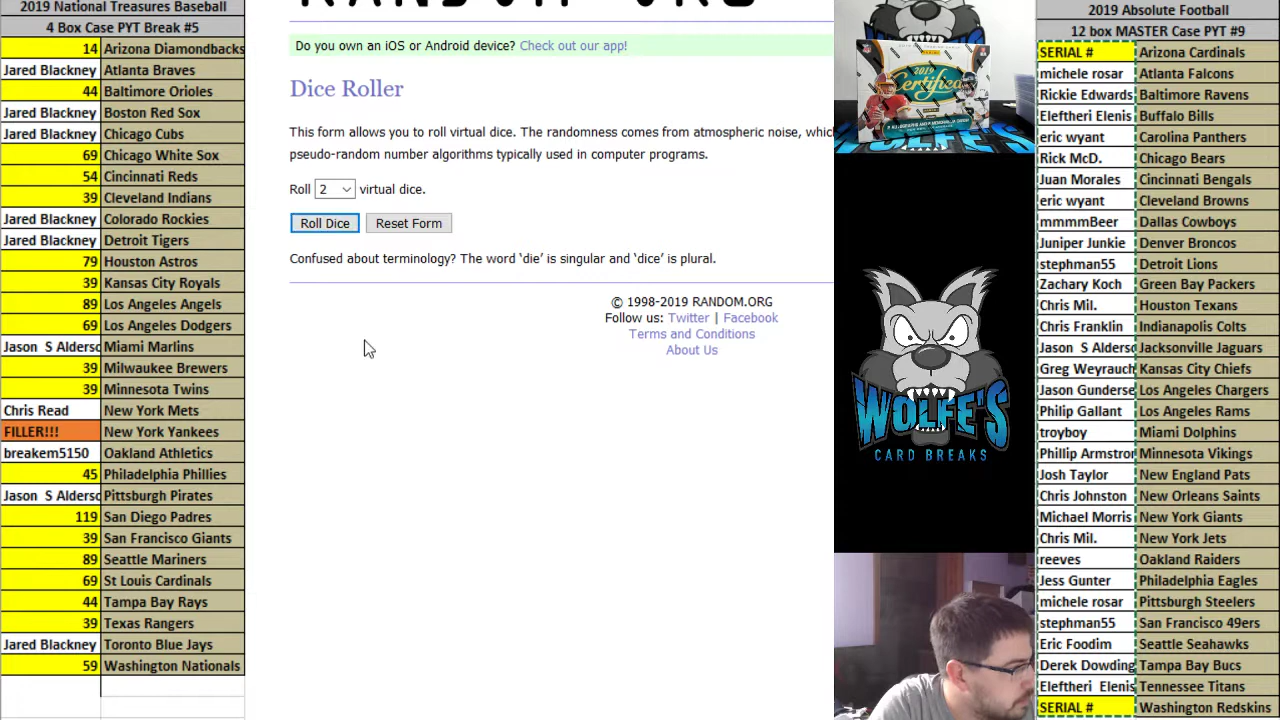 2019 National Treasures Baseball
4 Box Case PYT Break #5
14 Arizona Diamondbacks
Jared Blackney Atlanta Braves
44 Baltimore Orioles
Jared Blackney Boston Red Sox
Jared Blackney Chicago Cubs
69 Chicago White Sox
54 Cincinnati Reds
39 Cleveland Indians
Jared Blackney Colorado Rockies
Jared Blackney Detroit Tigers
79 Houston Astros
39 Kansas City Royals
89 Los Angeles Angels
69 Los Angeles Dodgers
Jason S Alderso Miami Marlins
39 Milwaukee Brewers
39 Minnesota Twins
Chris Read New York Mets
FILLER!!! New York Yankees
breakem5150 Oakland Athletics
45 Philadelphia Phillies
Jason S Alderso Pittsburgh Pirates
119 San Diego Padres
39 San Francisco Giants
89 Seattle Mariners
69 St Louis Cardinals
44 Tampa Bay Rays
39 Texas Rangers
Jared Blackney Toronto Blue Jays
59 Washington Nationals
RANDOM.ORG
Do you own an iOS or Android device? Check out our app!
Dice Roller
This form allows you to roll virtual dice. The randomness comes from atmospheric noise, whic
pseudo-random number algorithms typically used in computer programs.
Roll 2 virtual dice.
Roll Dice Reset Form
Confused about terminology? The word ‘die’ is singular and ‘dice’ is plural.
© 1998-2019 RANDOM.ORG
Follow us: Twitter | Facebook
Terms and Conditions
About Us
2019
Certified
WOLFE'S
CARD BREAKS
2019 Absolute Football
12 box MASTER Case PYT #9
SERIAL # Arizona Cardinals
michele rosar Atlanta Falcons
Rickie Edwards Baltimore Ravens
Eleftheri Elenis Buffalo Bills
eric wyant Carolina Panthers
Rick McD. Chicago Bears
Juan Morales Cincinnati Bengals
eric wyant Cleveland Browns
mmmmBeer Dallas Cowboys
Juniper Junkie Denver Broncos
stephman55 Detroit Lions
Zachary Koch Green Bay Packers
Chris Mil. Houston Texans
Chris Franklin Indianapolis Colts
Jason S Alderso Jacksonville Jaguars
Greg Weyrauch Kansas City Chiefs
Jason Gunderse Los Angeles Chargers
Philip Gallant Los Angeles Rams
troyboy Miami Dolphins
Phillip Armstror Minnesota Vikings
Josh Taylor New England Pats
Chris Johnston New Orleans Saints
Michael Morris New York Giants
Chris Mil. New York Jets
reeves Oakland Raiders
Jess Gunter Philadelphia Eagles
michele rosar Pittsburgh Steelers
stephman55 San Francisco 49ers
Eric Foodim Seattle Seahawks
Derek Dowding Tampa Bay Bucs
Eleftheri Elenis Tennessee Titans
SERIAL # Washington Redskins